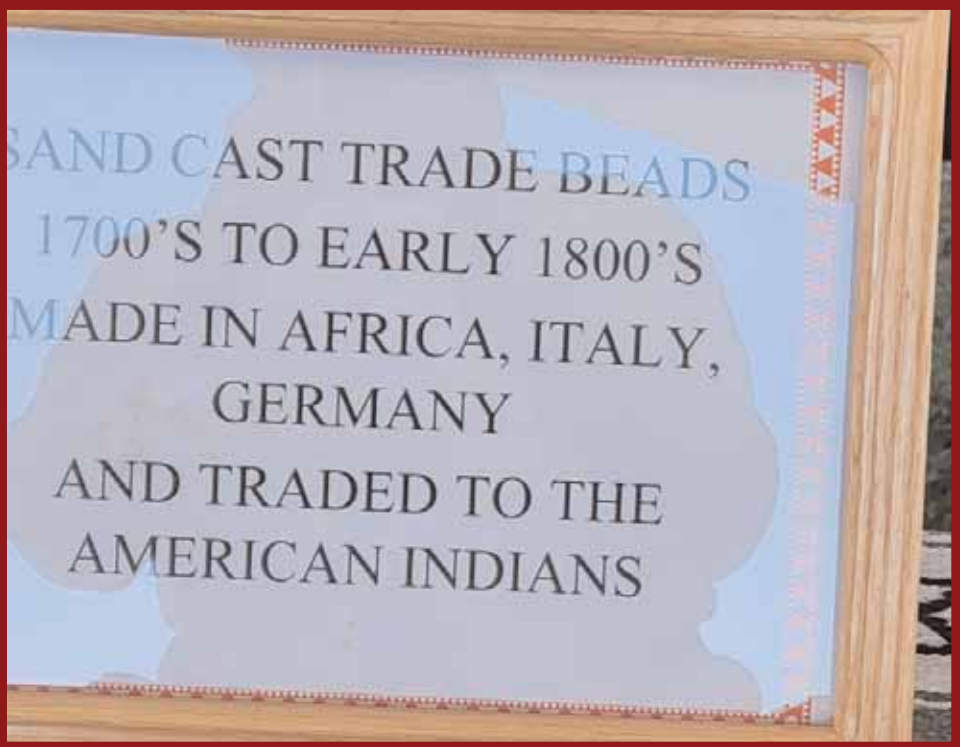 SAND CAST TRADE BEADS
1700'S TO EARLY 1800'S
MADE IN AFRICA, ITALY,
GERMANY
AND TRADED TO THE
AMERICAN INDIANS